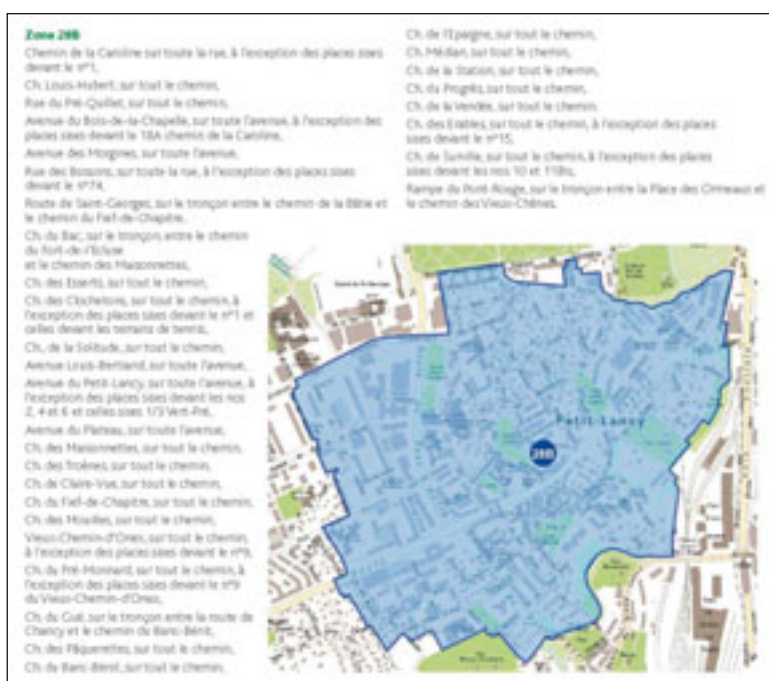 Zone 28B
Chemin de la Caroline sur toute la rue, à l'exception des places sises
devant le n°1,
Ch. Louis-Hubert, sur tout le chemin,
Rue du Pré-Quillet, sur tout le chemin,
Avenue du Bois-de-la-Chapelle, sur toute l'avenue, à l'exception des
places sises devant le 18A chemin de la Caroline,
Avenue des Morgines, sur toute l'avenue,
Rue des Bossons, sur toute la rue, à l'exception des places sises
devant le n°74,
Route de Saint-Georges, sur le tronçon entre le chemin de la Bâtie et
le chemin du Fief-de-Chapitre,
Ch. du Bac, sur le tronçon, entre le chemin
du Fort-de-l'Ecluse
et le chemin des Maisonnettes,
Ch. des Esserts, sur tout le chemin,
Ch. des Clochetons, sur tout le chemin, à
l'exception des places sises devant le n°1 et
celles devant les terrains de tennis,
Ch, de la Solitude, sur tout le chemin,
Avenue Louis-Bertrand, sur toute l'avenue,
Avenue du Petit-Lancy, sur toute l'avenue, à
l'exception des places sises devant les nos
2, 4 et 6 et celles sises 1/3 Vert-Pré,
Avenue du Plateau, sur toute l'avenue,
Ch. des Maisonnettes, sur tout le chemin,
Ch. des Troènes, sur tout le chemin,
Ch. de Claire-Vue, sur tout le chemin,
Ch. du Fief-de-Chapitre, sur tout le chemin,
Ch. des Mouilles, sur tout le chemin,
Vieux-Chemin-d'Onex, sur tout le chemin,
à l'exception des places sises devant le n°9,
Ch. du Pré-Monnard, sur tout le chemin, à
l'exception des places sises devant le n°9
du Vieux-Chemin-d'Onex,
Ch. du Gué, sur le tronçon entre la route de
Chancy et le chemin du Banc-Bénit,
Ch. des Pâquerettes, sur tout le chemin,
Ch. du Banc-Bénit, sur tout le chemin,
Ch. de l'Epargne, sur tout le chemin,
Ch. Médian, sur tout le chemin,
Ch. de la Station, sur tout le chemin,
Ch. du Progrès, sur tout le chemin,
Ch. de la Vendée, sur tout le chemin,
Ch. des Erables, sur tout le chemin, à l'exception des places
sises devant le n°15,
Ch. de Surville, sur tout le chemin, à l'exception des places
sises devant les nos 10 et 11Bis,
Rampe du Pont-Rouge, sur le tronçon entre la Place des Ormeaux et
le chemin des Vieux-Chênes,
Petit-Lancy
28B